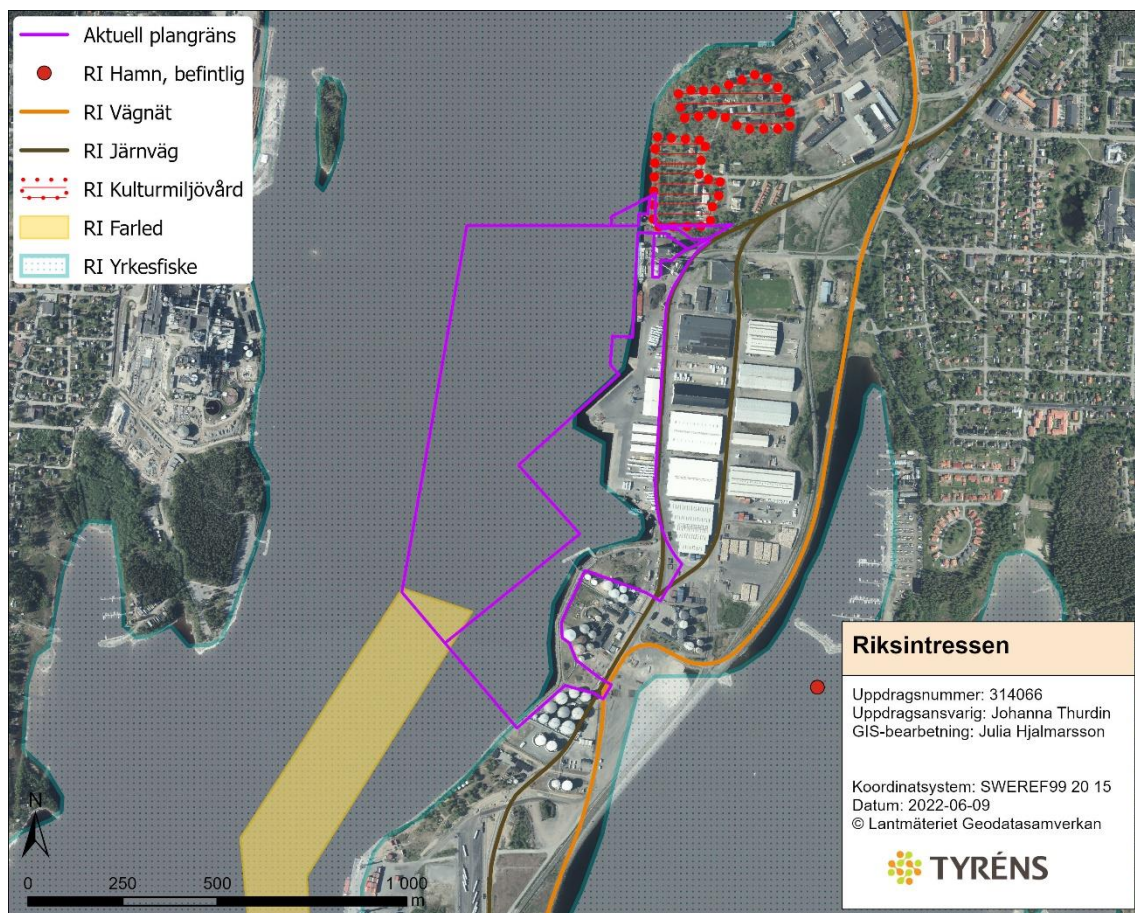 Aktuell plangräns
RI Hamn, befintlig
RI Vägnät
RI Järnväg
RI Kulturmiljövård
RI Farled
RI Yrkesfiske
Riksintressen
Uppdragsnummer: 314066
Uppdragsansvarig: Johanna Thurdin
GIS-bearbetning: Julia Hjalmarsson
Koordinatsystem: SWEREF99 20 15
Datum: 2022-06-09
© Lantmäteriet Geodatasamverkan
TYRÉNS
N
0 250 500 1 000
m